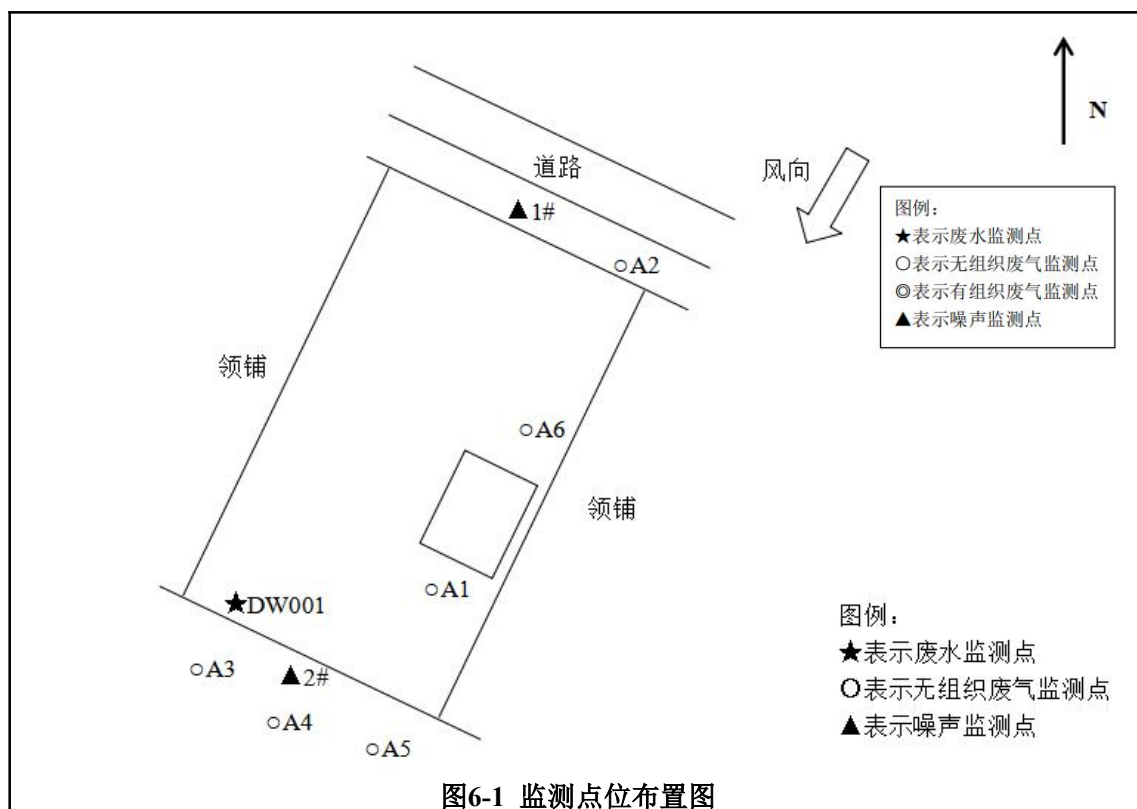 N
道路
风向
▲1#
○A2
图例：
★表示废水监测点
○表示无组织废气监测点
◎表示有组织废气监测点
▲表示噪声监测点
领铺
○A6
领铺
○A1
★DW001
○A3
▲2#
○A4
○A5
图例：
★表示废水监测点
○表示无组织废气监测点
▲表示噪声监测点
图6-1 监测点位布置图